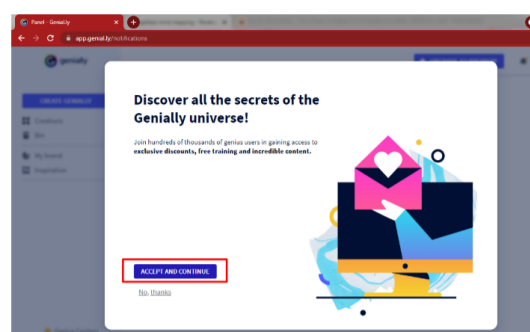 Panel - Genially
app.genial.ly/notifications
genially
CREATE GENIALLY
Creations
My brand
Inspiration
Discover all the secrets of the
Genially universe!
Join hundreds of thousands of genius users in gaining access to
exclusive discounts, free training and incredible content.
ACCEPT AND CONTINUE
No, thanks